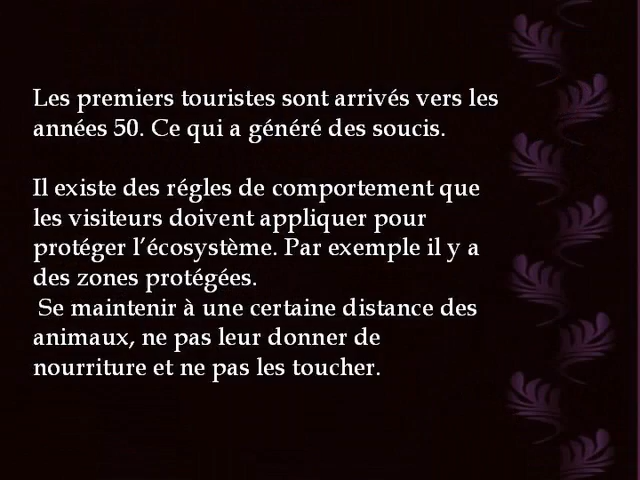 Les premiers touristes sont arrivés vers les
années 50. Ce qui a généré des soucis.
Il existe des régles de comportement que
les visiteurs doivent appliquer pour
protéger l’écosystème. Par exemple il y a
des zones protégées.
Se maintenir à une certaine distance des
animaux, ne pas leur donner de
nourriture et ne pas les toucher.